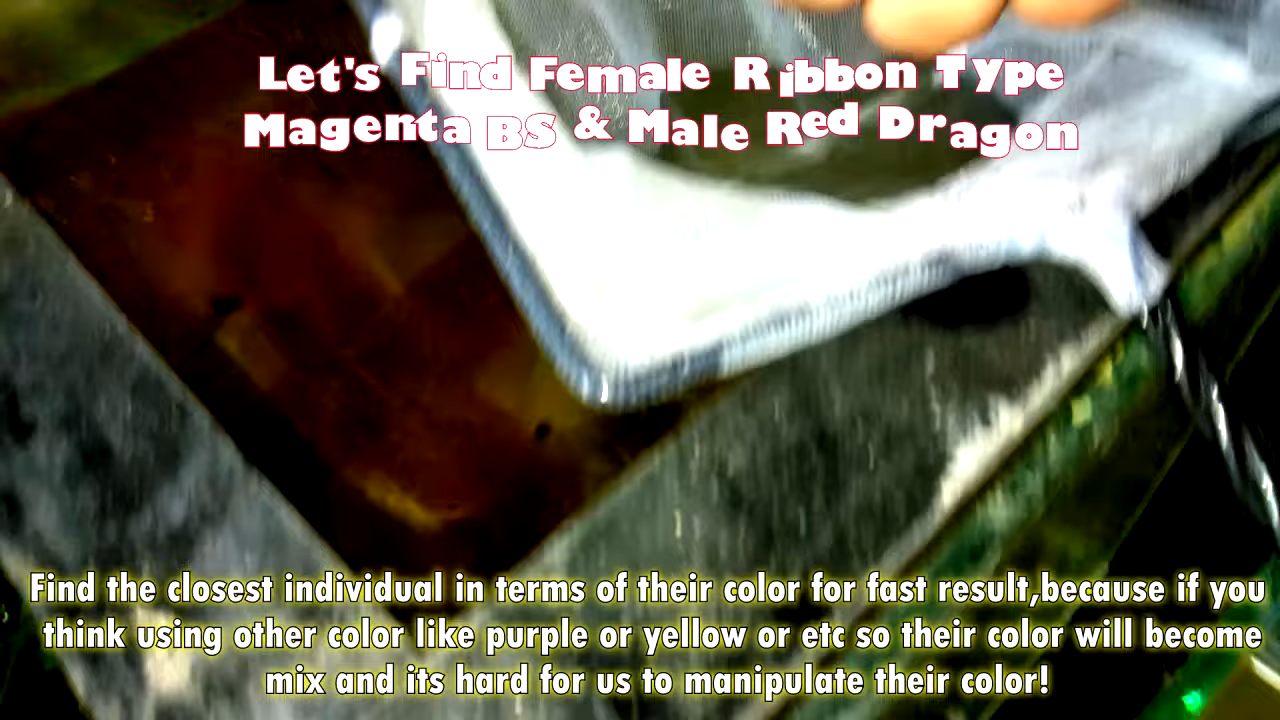 Let's Find Female Ribbon Type
Magenta BS & Male Red Dragon
Find the closest individual in terms of their color for fast result,because if you
think using other color like purple or yellow or etc so their color will become
mix and its hard for us to manipulate their color!